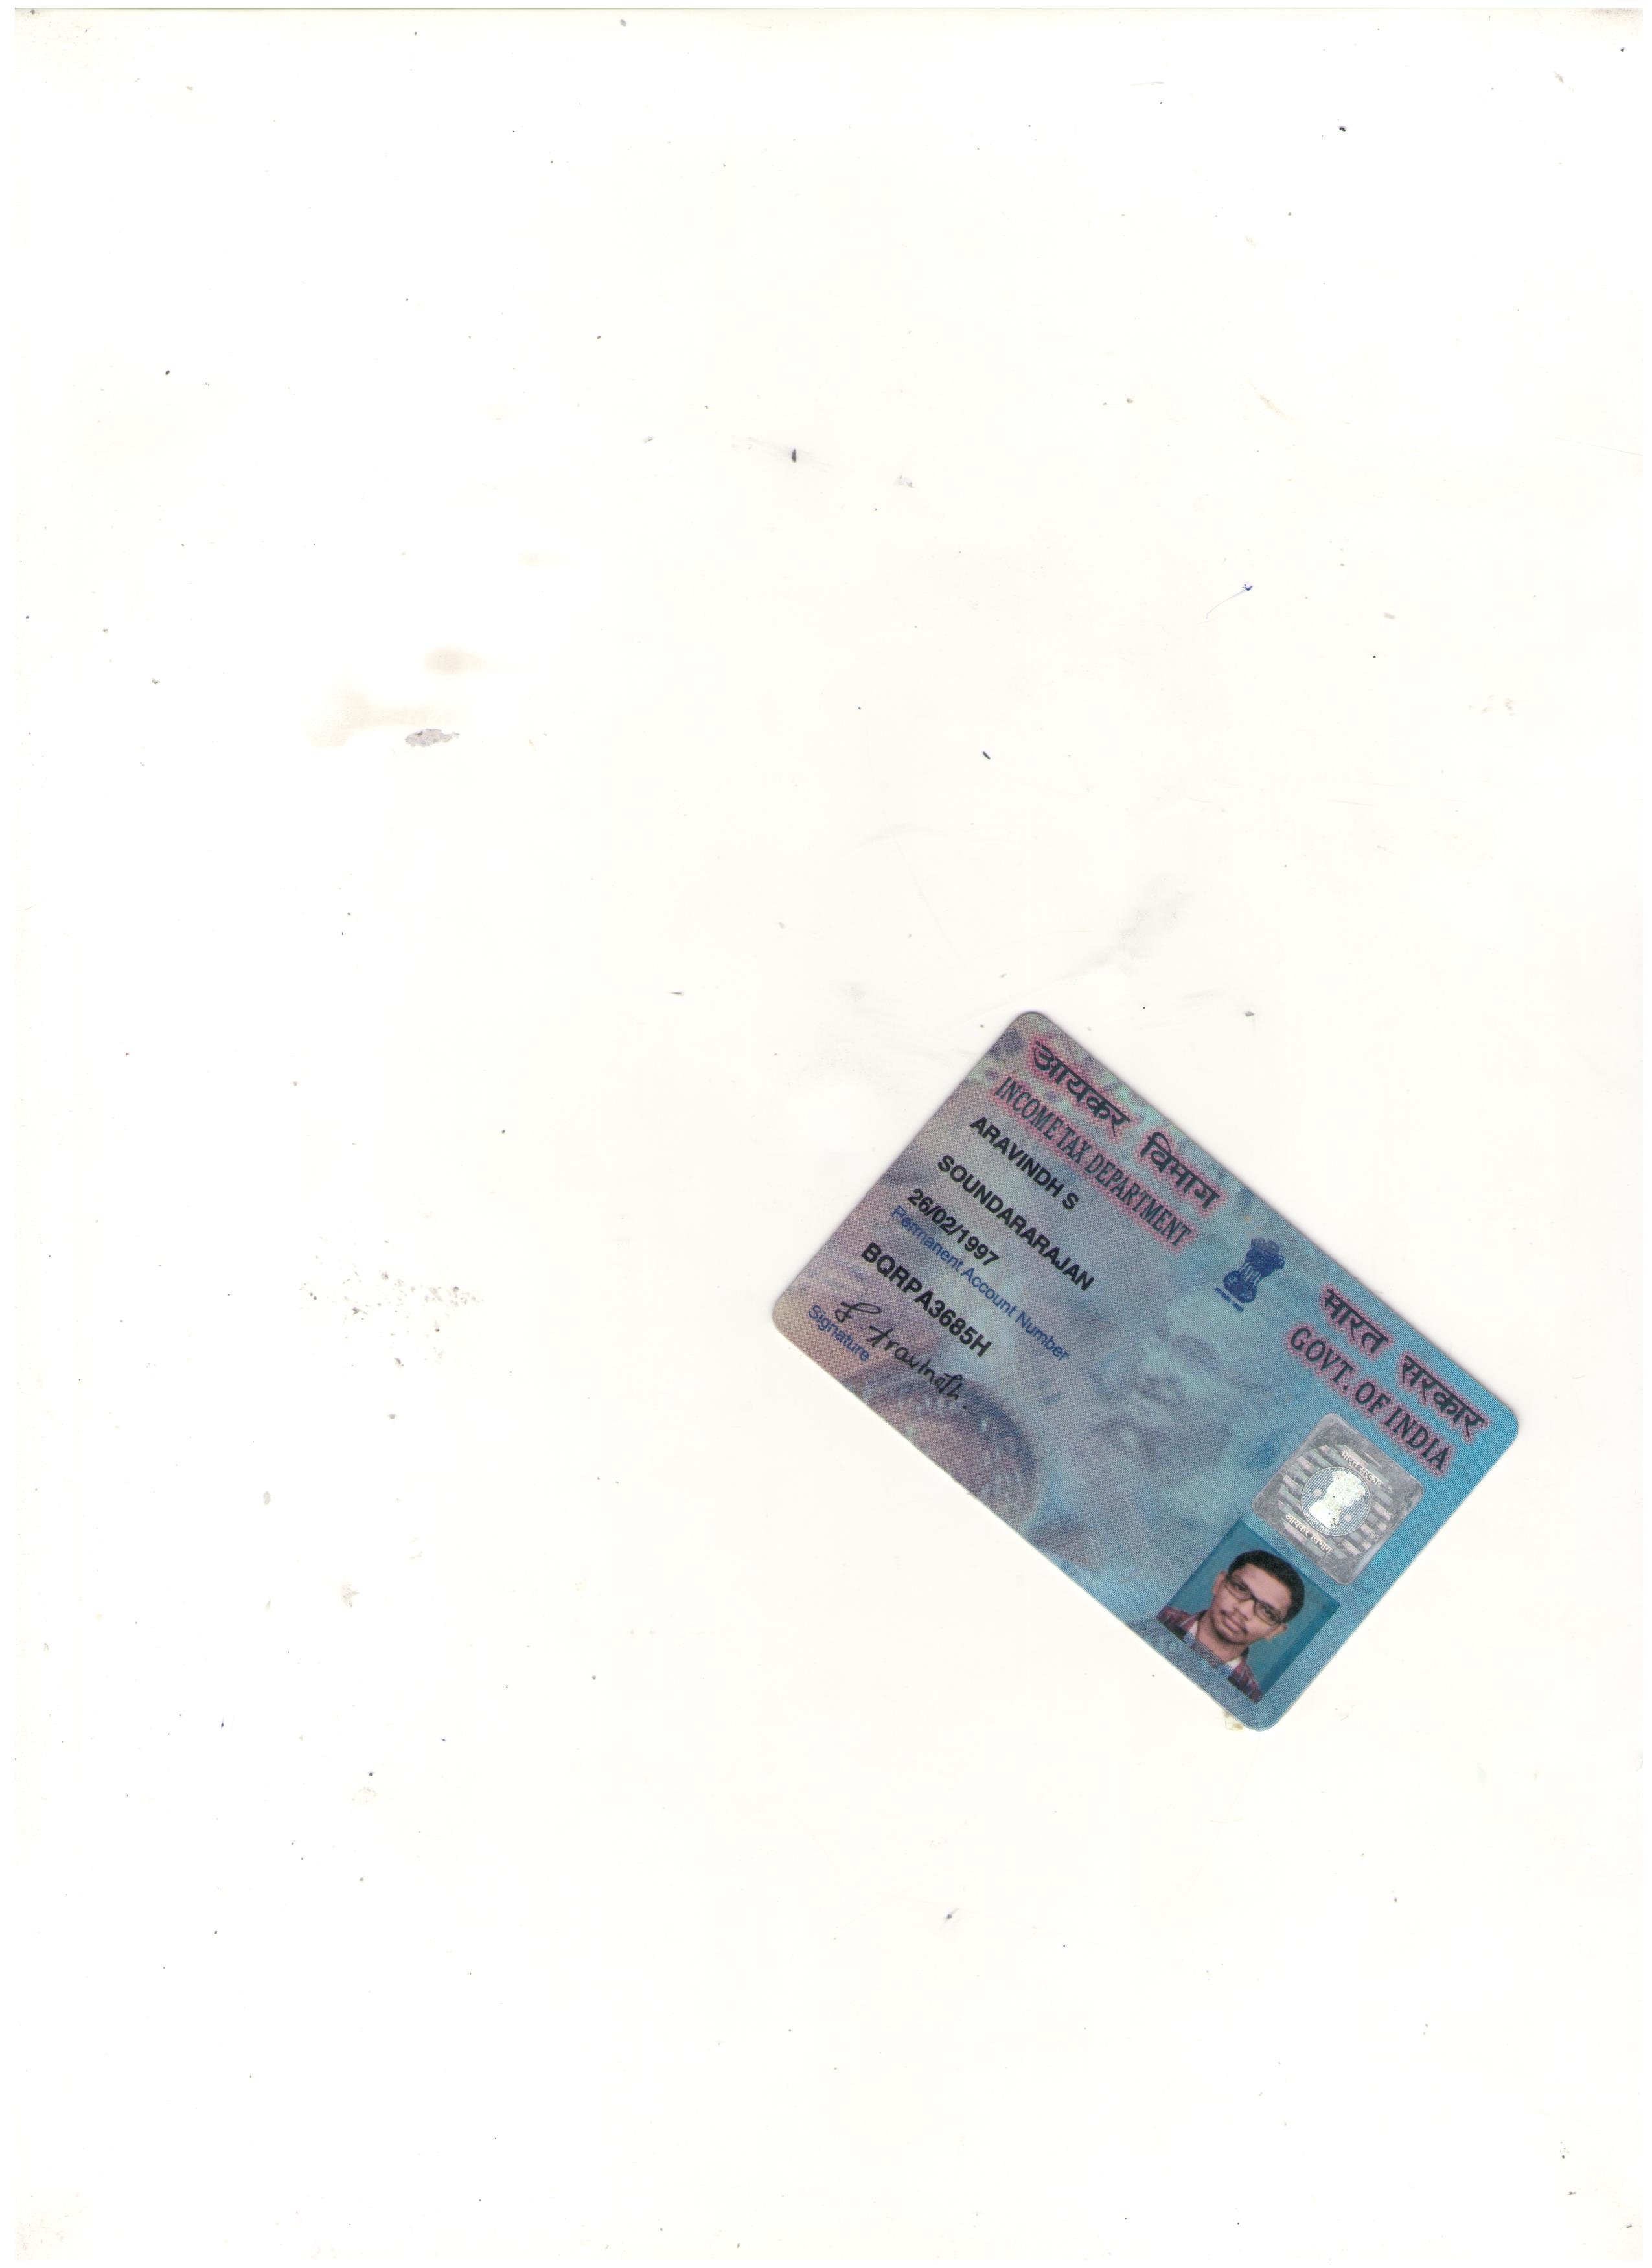 आयकर विभाग
INCOME TAX DEPARTMENT
भारत सरकार
GOVT. OF INDIA
ARAVINDH S
SOUNDARARAJAN
26/02/1997
Permanent Account Number
BQRPA3685H
S. Aravindh.
Signature
आयकर विभाग